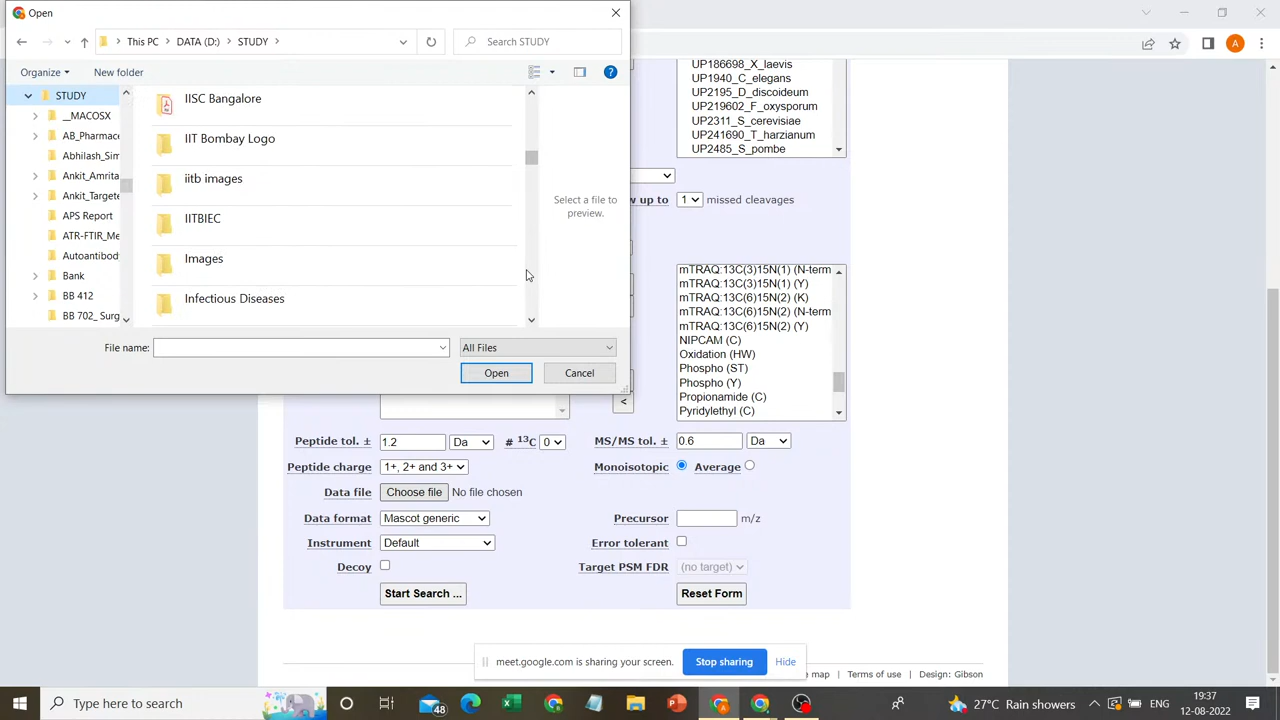 Open
This PC > DATA (D:) > STUDY >
Search STUDY
Organize
New folder
STUDY
__MACOSX
AB_Pharmace
Abhilash_Sim
Ankit_Amrita
Ankit_Targete
APS Report
ATR-FTIR_Me
Autoantibody
Bank
BB 412
BB 702_ Surg
IISC Bangalore
IIT Bombay Logo
iitb images
IITBIEC
Images
Infectious Diseases
Select a file to
preview.
File name:
All Files
Open
Cancel
A
UP186698_X_laevis
UP1940_C_elegans
UP2195_D_discoideum
UP219602_F_oxysporum
UP2311_S_cerevisiae
UP241690_T_harzianum
UP2485_S_pombe
w up to 1 missed cleavages
mTRAQ:13C(3)15N(1) (N-term
mTRAQ:13C(3)15N(1) (Y)
mTRAQ:13C(6)15N(2) (K)
mTRAQ:13C(6)15N(2) (N-term
mTRAQ:13C(6)15N(2) (Y)
NIPCAM (C)
Oxidation (HW)
Phospho (ST)
Phospho (Y)
Propionamide (C)
Pyridylethyl (C)
<
Peptide tol. ± 1.2 Da # 13C 0 MS/MS tol. ± 0.6 Da
Peptide charge 1+, 2+ and 3+ Monoisotopic Average
Data file Choose file No file chosen
Data format Mascot generic Precursor m/z
Instrument Default Error tolerant
Decoy Target PSM FDR (no target)
Start Search ... Reset Form
meet.google.com is sharing your screen. Stop sharing Hide
map | Terms of use | Design: Gibson
Type here to search
48
27°C Rain showers
ENG
19:37
12-08-2022